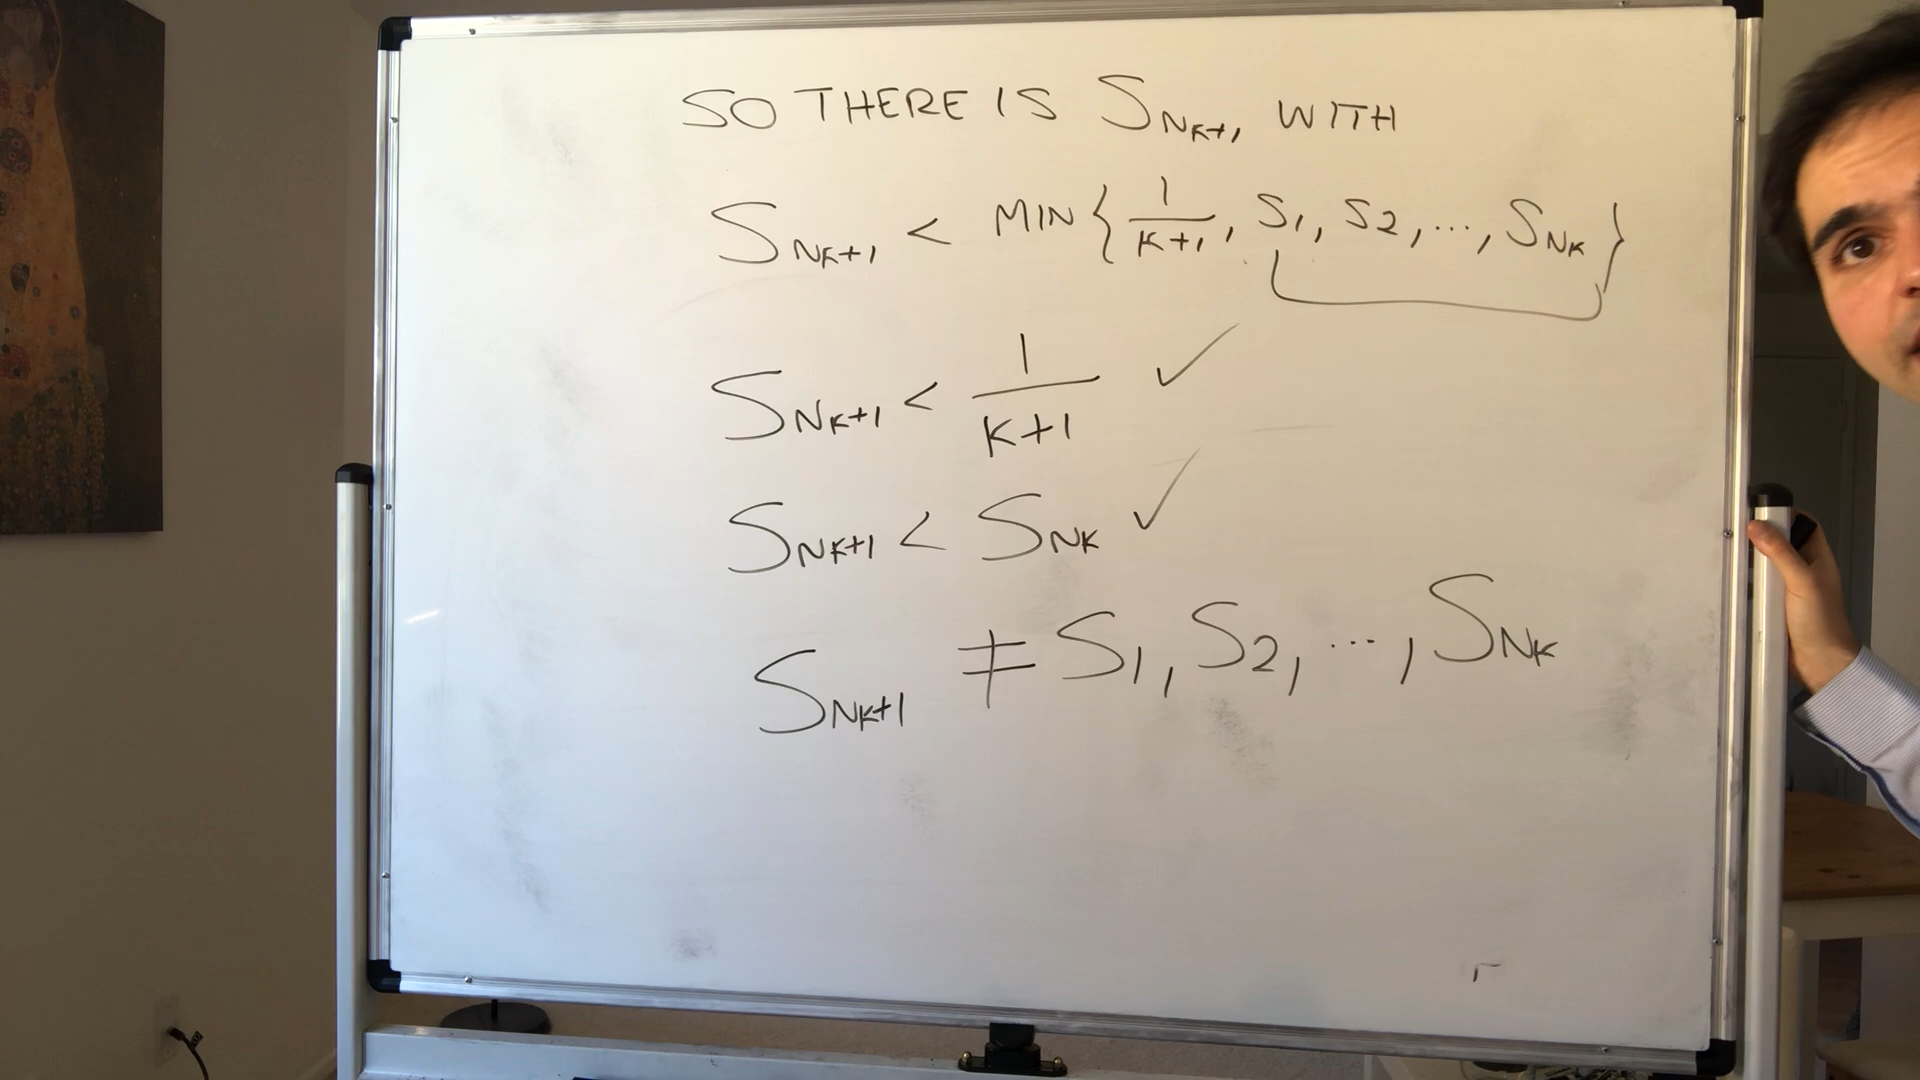 SO THERE IS S_{N_{K+1}} WITH
S_{N_{K+1}} < MIN { 1/(K+1), S_1, S_2, ..., S_{N_K} }
S_{N_{K+1}} < 1/(K+1) ✓
S_{N_{K+1}} < S_{N_K} ✓
S_{N_{K+1}} ≠ S_1, S_2, ..., S_{N_K}